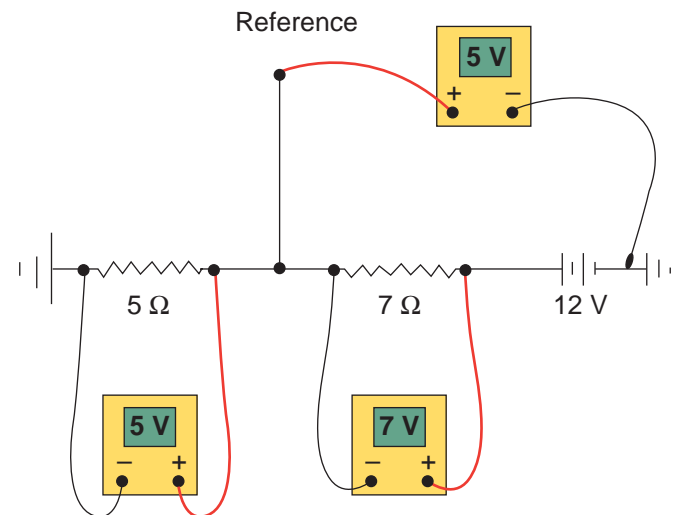 Reference
5 V
+ −
5 Ω
7 Ω
12 V
5 V
− +
7 V
− +